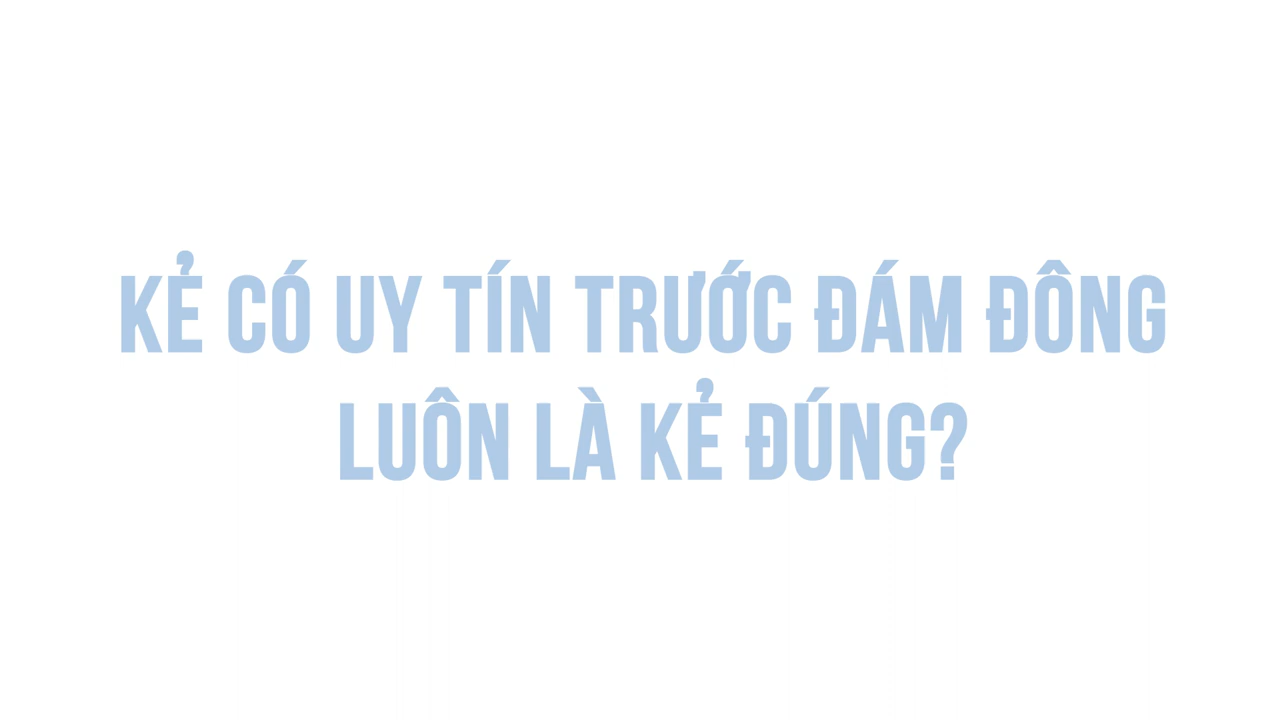 KẺ CÓ UY TÍN TRƯỚC ĐÁM ĐÔNG
LUÔN LÀ KẺ ĐÚNG?